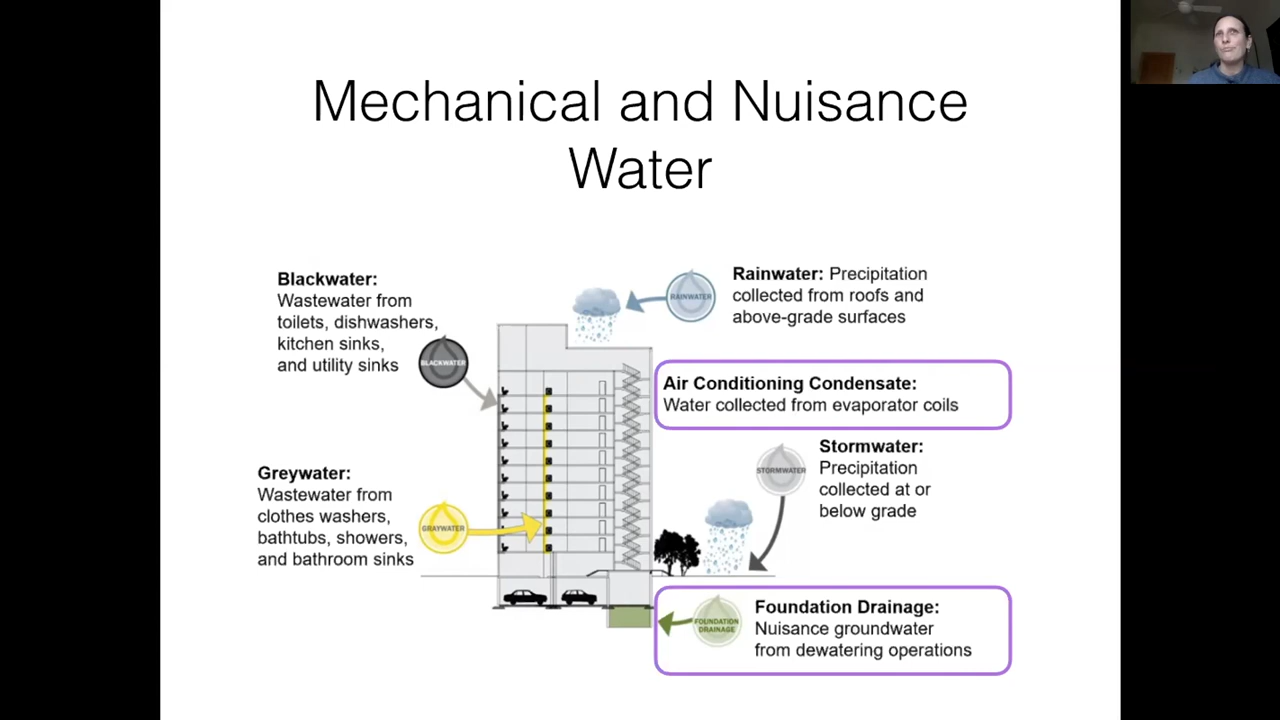 Mechanical and Nuisance
Water
Blackwater:
Wastewater from
toilets, dishwashers,
kitchen sinks,
and utility sinks
BLACKWATER
Greywater:
Wastewater from
clothes washers,
bathtubs, showers,
and bathroom sinks
GRAYWATER
RAINWATER
Rainwater: Precipitation
collected from roofs and
above-grade surfaces
Air Conditioning Condensate:
Water collected from evaporator coils
STORMWATER
Stormwater:
Precipitation
collected at or
below grade
FOUNDATION
DRAINAGE
Foundation Drainage:
Nuisance groundwater
from dewatering operations